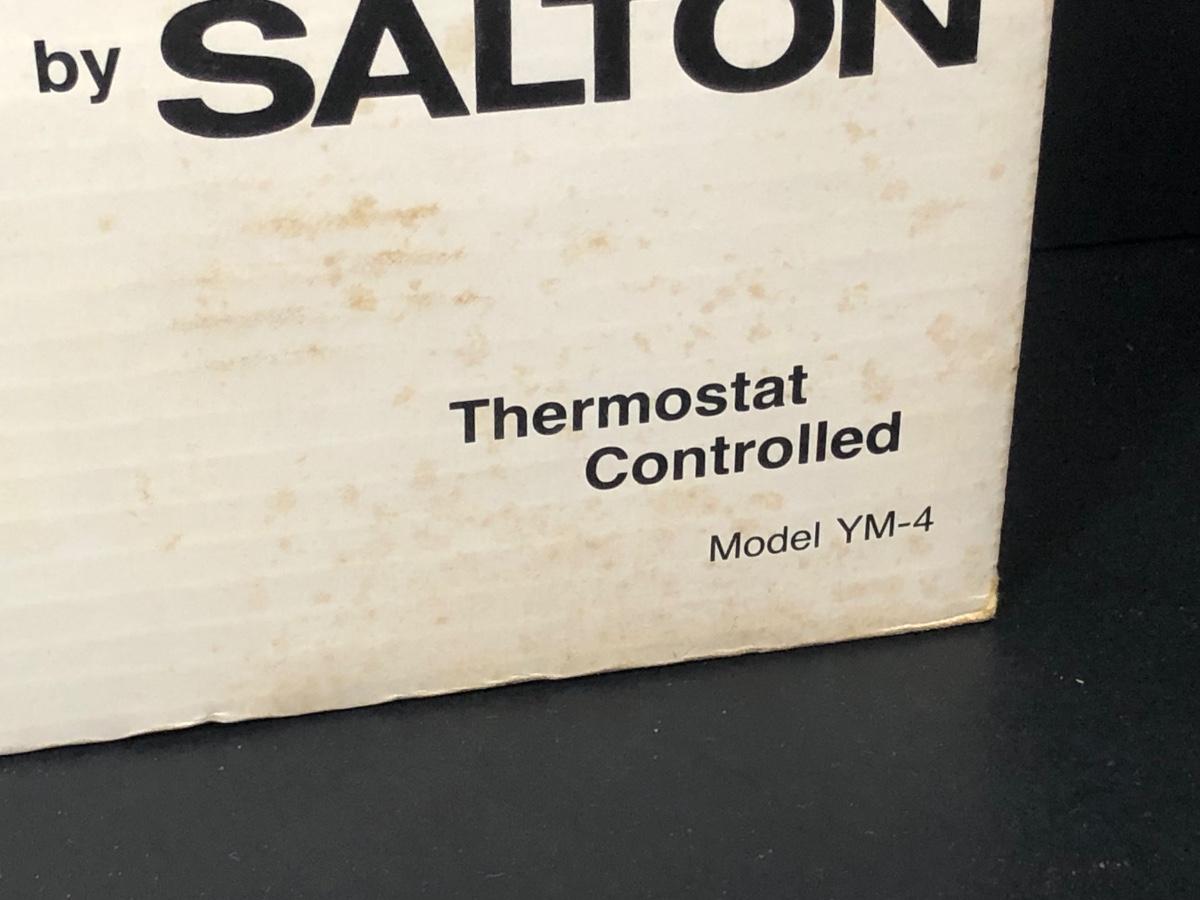 by SALTON
Thermostat
Controlled
Model YM-4